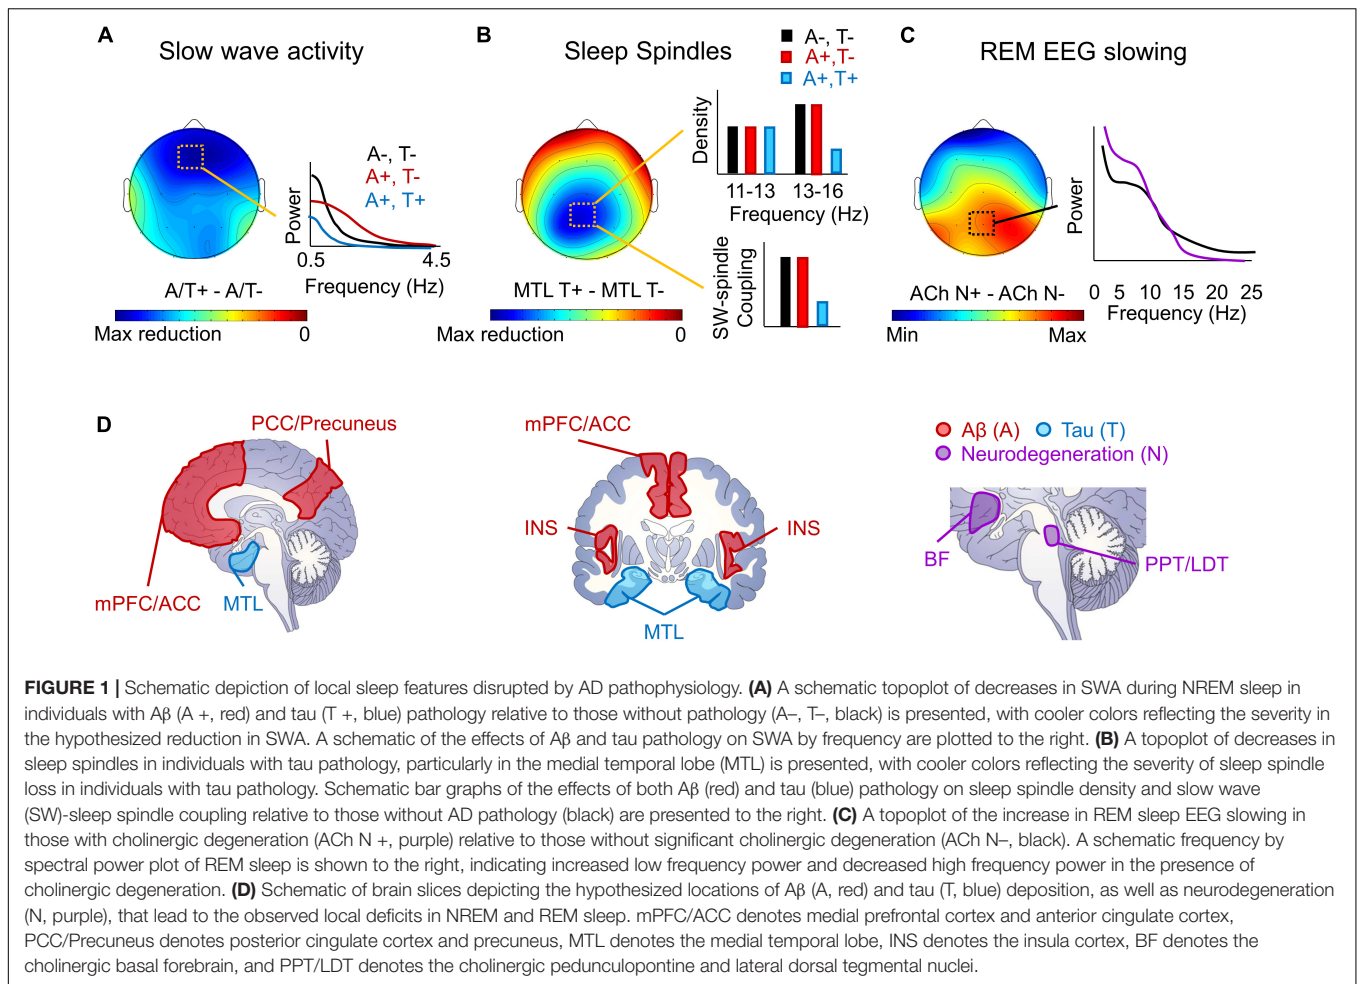 A
Slow wave activity
A-, T-
A+, T-
A+, T+
Power
0.5
4.5
Frequency (Hz)
A/T+ - A/T-
Max reduction
0
B
Sleep Spindles
A-, T-
A+,T-
A+,T+
Density
11-13
13-16
Frequency (Hz)
SW-spindle
Coupling
MTL T+ - MTL T-
Max reduction
0
C
REM EEG slowing
Power
0 5 10 15 20 25
Frequency (Hz)
ACh N+ - ACh N-
Min
Max
D
PCC/Precuneus
mPFC/ACC
MTL
mPFC/ACC
INS
INS
MTL
Aβ (A)
Tau (T)
Neurodegeneration (N)
BF
PPT/LDT
FIGURE 1 | Schematic depiction of local sleep features disrupted by AD pathophysiology. (A) A schematic topoplot of decreases in SWA during NREM sleep in
individuals with Aβ (A +, red) and tau (T +, blue) pathology relative to those without pathology (A–, T–, black) is presented, with cooler colors reflecting the severity in
the hypothesized reduction in SWA. A schematic of the effects of Aβ and tau pathology on SWA by frequency are plotted to the right. (B) A topoplot of decreases in
sleep spindles in individuals with tau pathology, particularly in the medial temporal lobe (MTL) is presented, with cooler colors reflecting the severity of sleep spindle
loss in individuals with tau pathology. Schematic bar graphs of the effects of both Aβ (red) and tau (blue) pathology on sleep spindle density and slow wave
(SW)-sleep spindle coupling relative to those without AD pathology (black) are presented to the right. (C) A topoplot of the increase in REM sleep EEG slowing in
those with cholinergic degeneration (ACh N +, purple) relative to those without significant cholinergic degeneration (ACh N–, black). A schematic frequency by
spectral power plot of REM sleep is shown to the right, indicating increased low frequency power and decreased high frequency power in the presence of
cholinergic degeneration. (D) Schematic of brain slices depicting the hypothesized locations of Aβ (A, red) and tau (T, blue) deposition, as well as neurodegeneration
(N, purple), that lead to the observed local deficits in NREM and REM sleep. mPFC/ACC denotes medial prefrontal cortex and anterior cingulate cortex,
PCC/Precuneus denotes posterior cingulate cortex and precuneus, MTL denotes the medial temporal lobe, INS denotes the insula cortex, BF denotes the
cholinergic basal forebrain, and PPT/LDT denotes the cholinergic pedunculopontine and lateral dorsal tegmental nuclei.